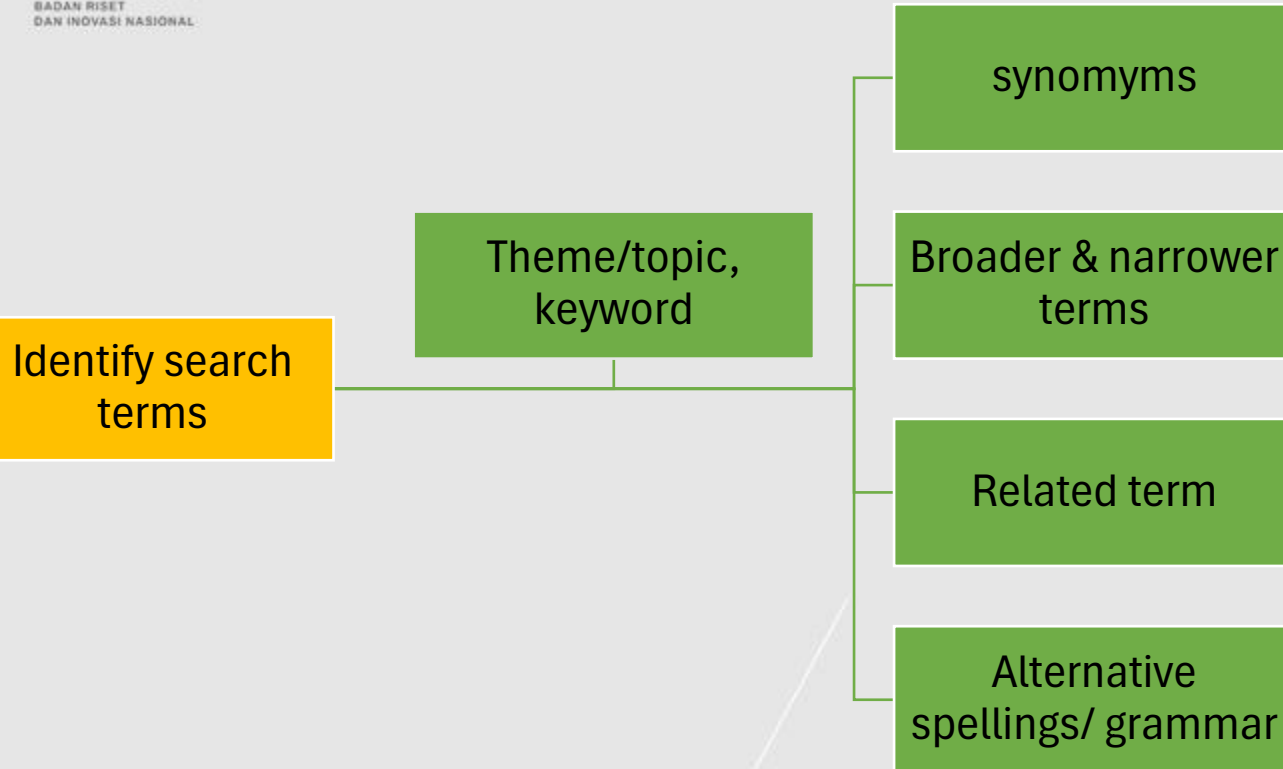 BADAN RISET
DAN INOVASI NASIONAL
synomyms
Theme/topic,
keyword
Broader & narrower
terms
Identify search
terms
Related term
Alternative
spellings/ grammar